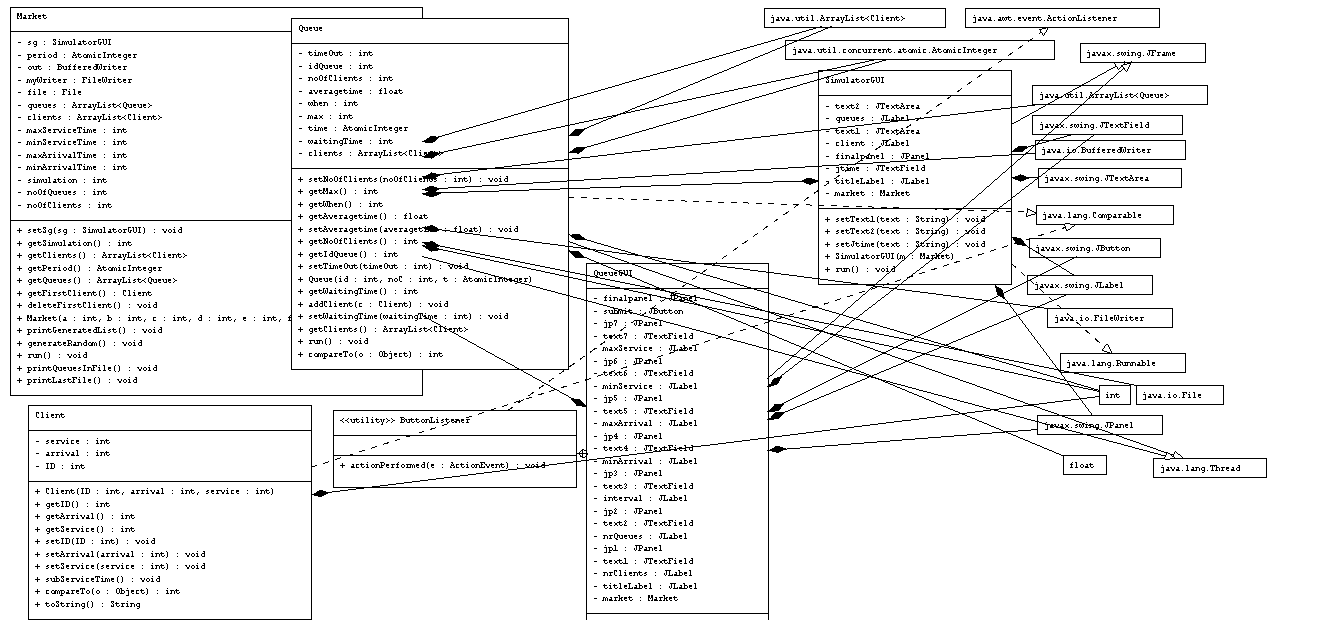 Market
- sg : SimulatorGUI
- period : AtomicInteger
- out : BufferedWriter
- myWriter : FileWriter
- file : File
- queues : ArrayList<Queue>
- clients : ArrayList<Client>
- maxServiceTime : int
- minServiceTime : int
- maxArrivalTime : int
- minArrivalTime : int
- simulation : int
- noOfQueues : int
- noOfClients : int
+ setSg(sg : SimulatorGUI) : void
+ getSimulation() : int
+ getClients() : ArrayList<Client>
+ getPeriod() : AtomicInteger
+ getQueues() : ArrayList<Queue>
+ getFirstClient() : Client
+ deleteFirstClient() : void
+ Market(a : int, b : int, c : int, d : int, e : int, f
+ printGeneratedList() : void
+ generateRandom() : void
+ run() : void
+ printQueuesInFile() : void
+ printLastFile() : void
Queue
- timeOut : int
- idQueue : int
- noOfClients : int
- averagetime : float
- when : int
- max : int
- time : AtomicInteger
- waitingTime : int
- clients : ArrayList<Client>
+ setNoOfClients(noOfClients : int) : void
+ getMax() : int
+ getWhen() : int
+ getAveragetime() : float
+ setAveragetime(averagetime : float) : void
+ getNoOfClients() : int
+ getIdQueue() : int
+ setTimeOut(timeOut : int) : void
+ Queue(id : int, noC : int, t : AtomicInteger)
+ getWaitingTime() : int
+ addClient(c : Client) : void
+ setWaitingTime(waitingTime : int) : void
+ getClients() : ArrayList<Client>
+ run() : void
+ compareTo(o : Object) : int
java.util.ArrayList<Client>
java.awt.event.ActionListener
java.util.concurrent.atomic.AtomicInteger
javax.swing.JFrame
SimulatorGUI
- text2 : JTextArea
- queues : JLabel
- text1 : JTextArea
- client : JLabel
- finalpanel : JPanel
- jtime : JTextField
- titleLabel : JLabel
- market : Market
+ setText1(text : String) : void
+ setText2(text : String) : void
+ setJtime(text : String) : void
+ SimulatorGUI(m : Market)
+ run() : void
java.util.ArrayList<Queue>
javax.swing.JTextField
java.io.BufferedWriter
javax.swing.JTextArea
java.lang.Comparable
javax.swing.JButton
javax.swing.JLabel
java.io.FileWriter
java.lang.Runnable
int
java.io.File
javax.swing.JPanel
float
java.lang.Thread
QueueGUI
- finalpanel : JPanel
- submit : JButton
- jp7 : JPanel
- text7 : JTextField
- maxService : JLabel
- jp6 : JPanel
- text6 : JTextField
- minService : JLabel
- jp5 : JPanel
- text5 : JTextField
- maxArrival : JLabel
- jp4 : JPanel
- text4 : JTextField
- minArrival : JLabel
- jp3 : JPanel
- text3 : JTextField
- interval : JLabel
- jp2 : JPanel
- text2 : JTextField
- nrQueues : JLabel
- jp1 : JPanel
- text1 : JTextField
- nrClients : JLabel
- titleLabel : JLabel
- market : Market
Client
- service : int
- arrival : int
- ID : int
+ Client(ID : int, arrival : int, service : int)
+ getID() : int
+ getArrival() : int
+ getService() : int
+ setID(ID : int) : void
+ setArrival(arrival : int) : void
+ setService(service : int) : void
+ subServiceTime() : void
+ compareTo(o : Object) : int
+ toString() : String
<<utility>> ButtonListener
+ actionPerformed(e : ActionEvent) : void